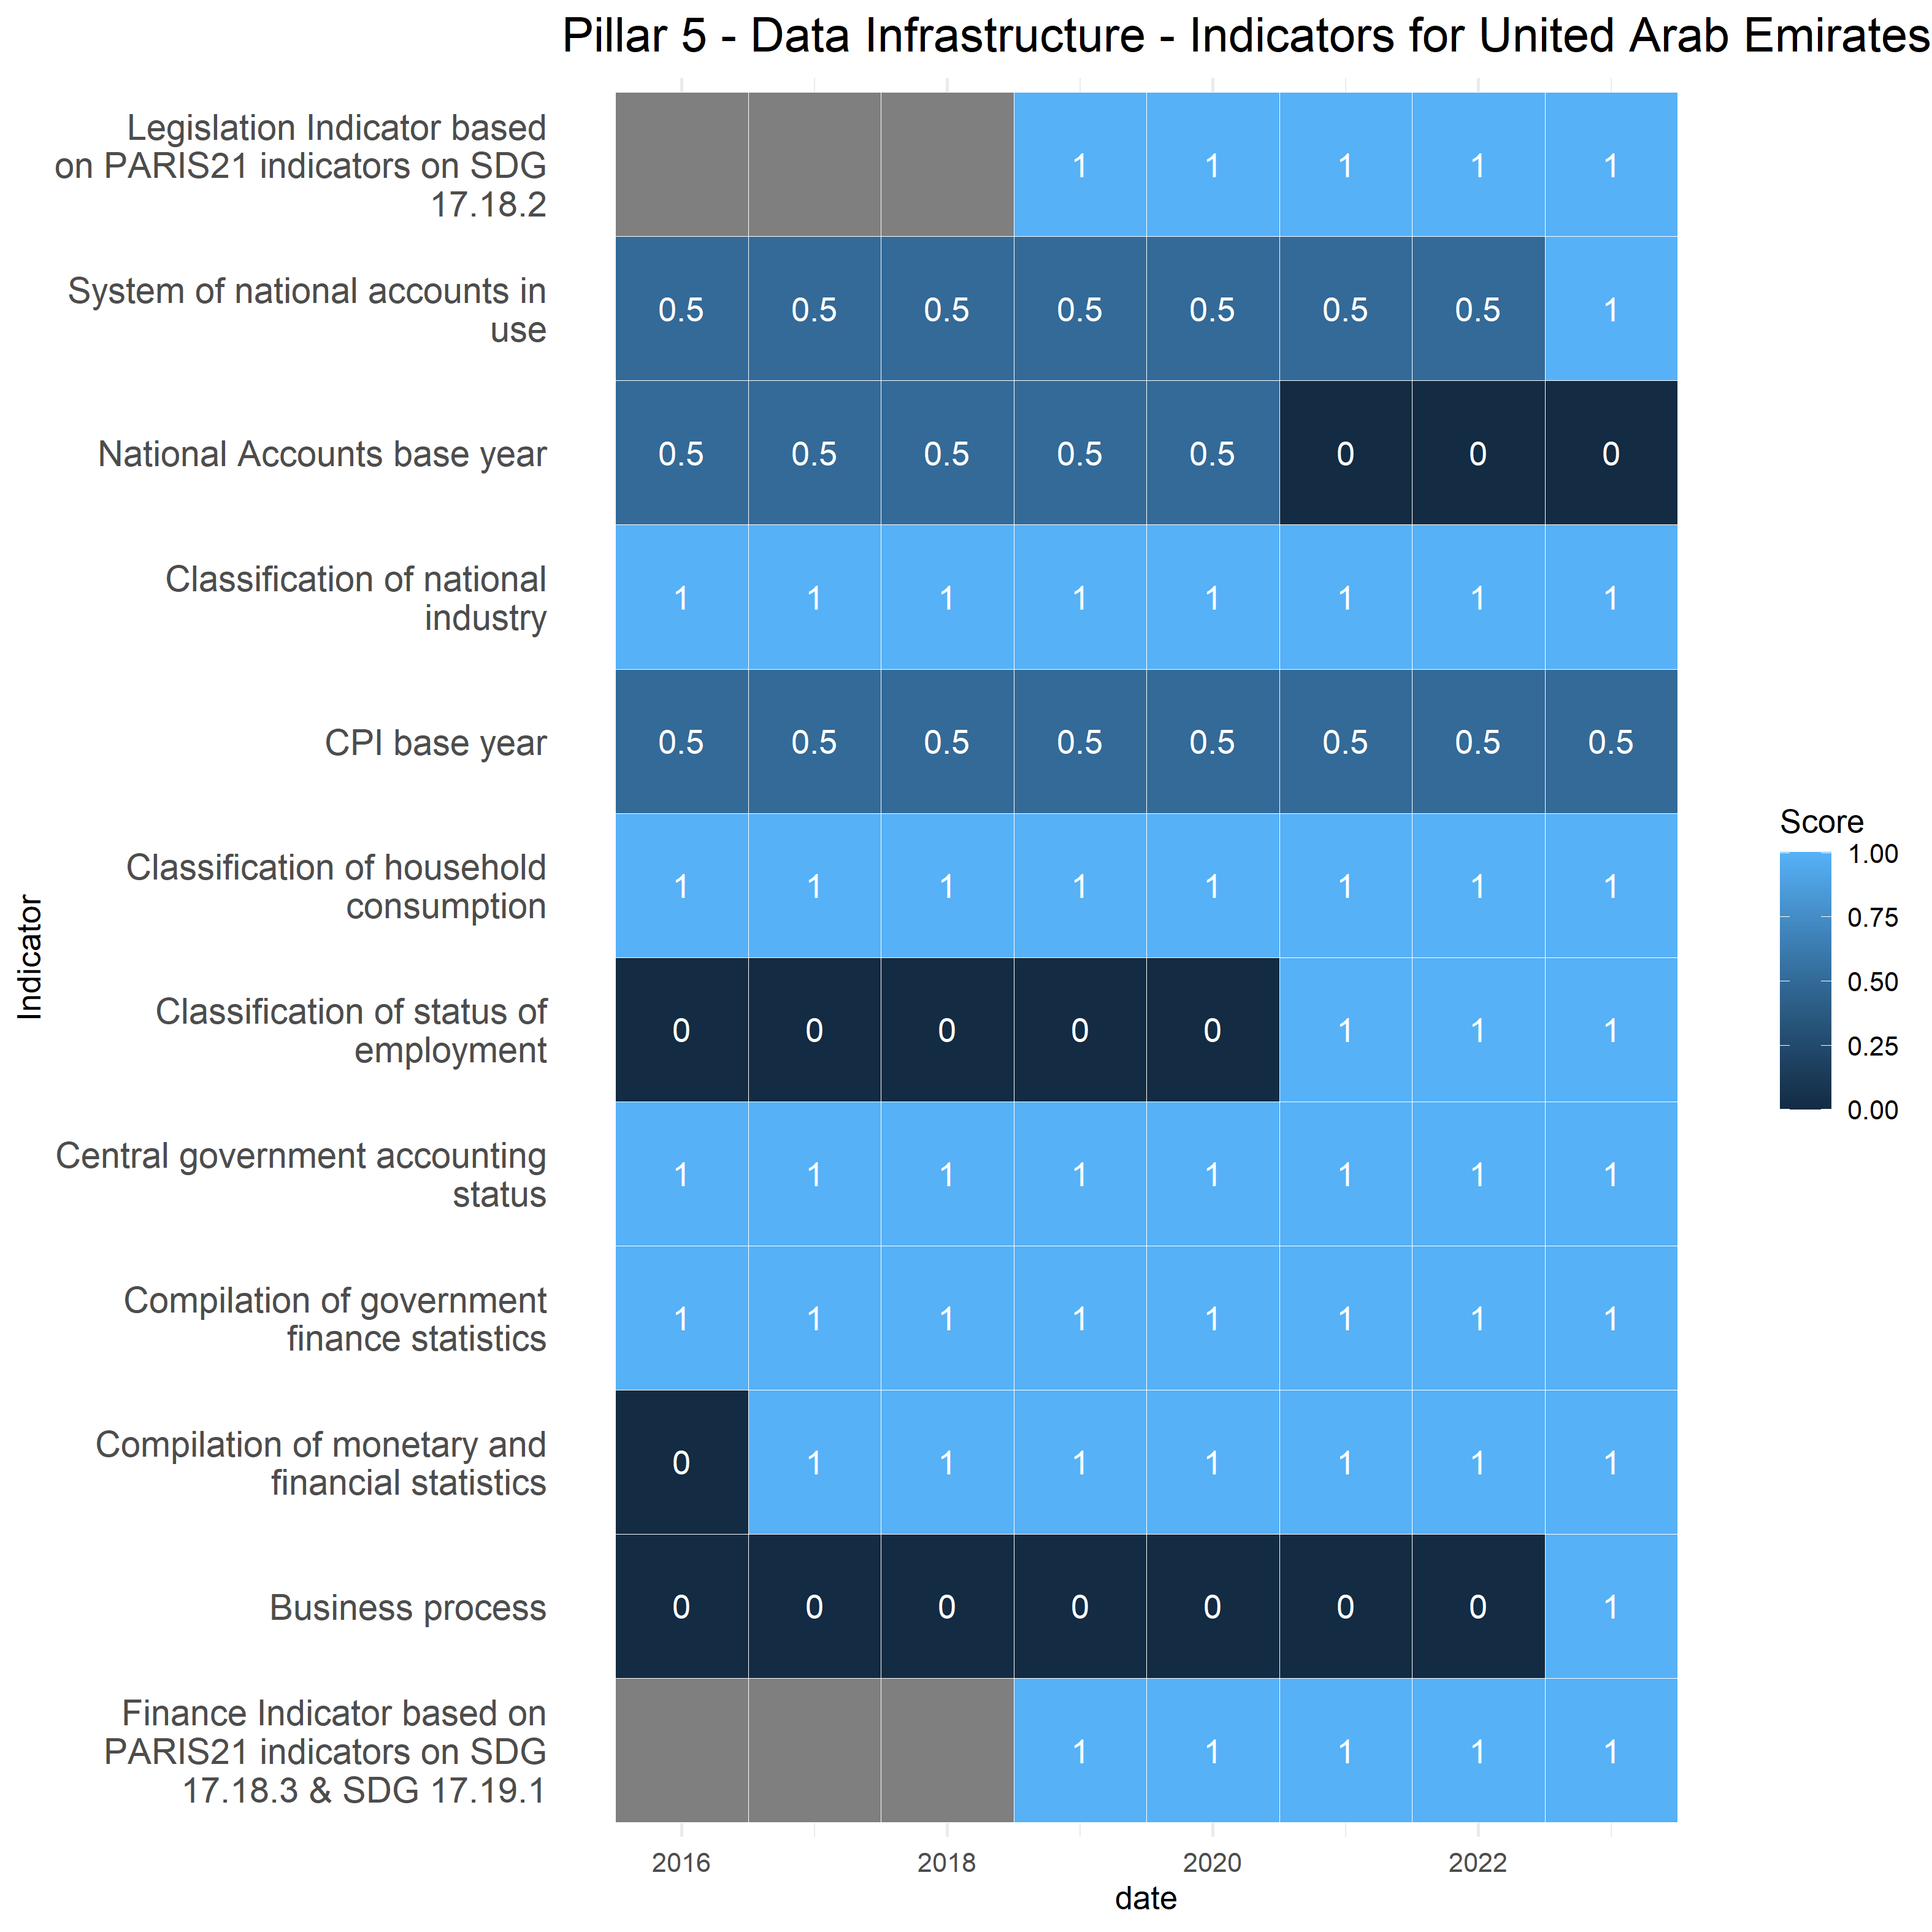 Pillar 5 - Data Infrastructure - Indicators for United Arab Emirates
Legislation Indicator based
on PARIS21 indicators on SDG
17.18.2
1 1 1 1 1
System of national accounts in
use
0.5 0.5 0.5 0.5 0.5 0.5 0.5 1
National Accounts base year
0.5 0.5 0.5 0.5 0.5 0 0 0
Classification of national
industry
1 1 1 1 1 1 1 1
CPI base year
0.5 0.5 0.5 0.5 0.5 0.5 0.5 0.5
Classification of household
consumption
1 1 1 1 1 1 1 1
Classification of status of
employment
0 0 0 0 0 1 1 1
Central government accounting
status
1 1 1 1 1 1 1 1
Compilation of government
finance statistics
1 1 1 1 1 1 1 1
Compilation of monetary and
financial statistics
0 1 1 1 1 1 1 1
Business process
0 0 0 0 0 0 0 1
Finance Indicator based on
PARIS21 indicators on SDG
17.18.3 & SDG 17.19.1
1 1 1 1 1
2016 2018 2020 2022
date
Indicator
Score
1.00
0.75
0.50
0.25
0.00